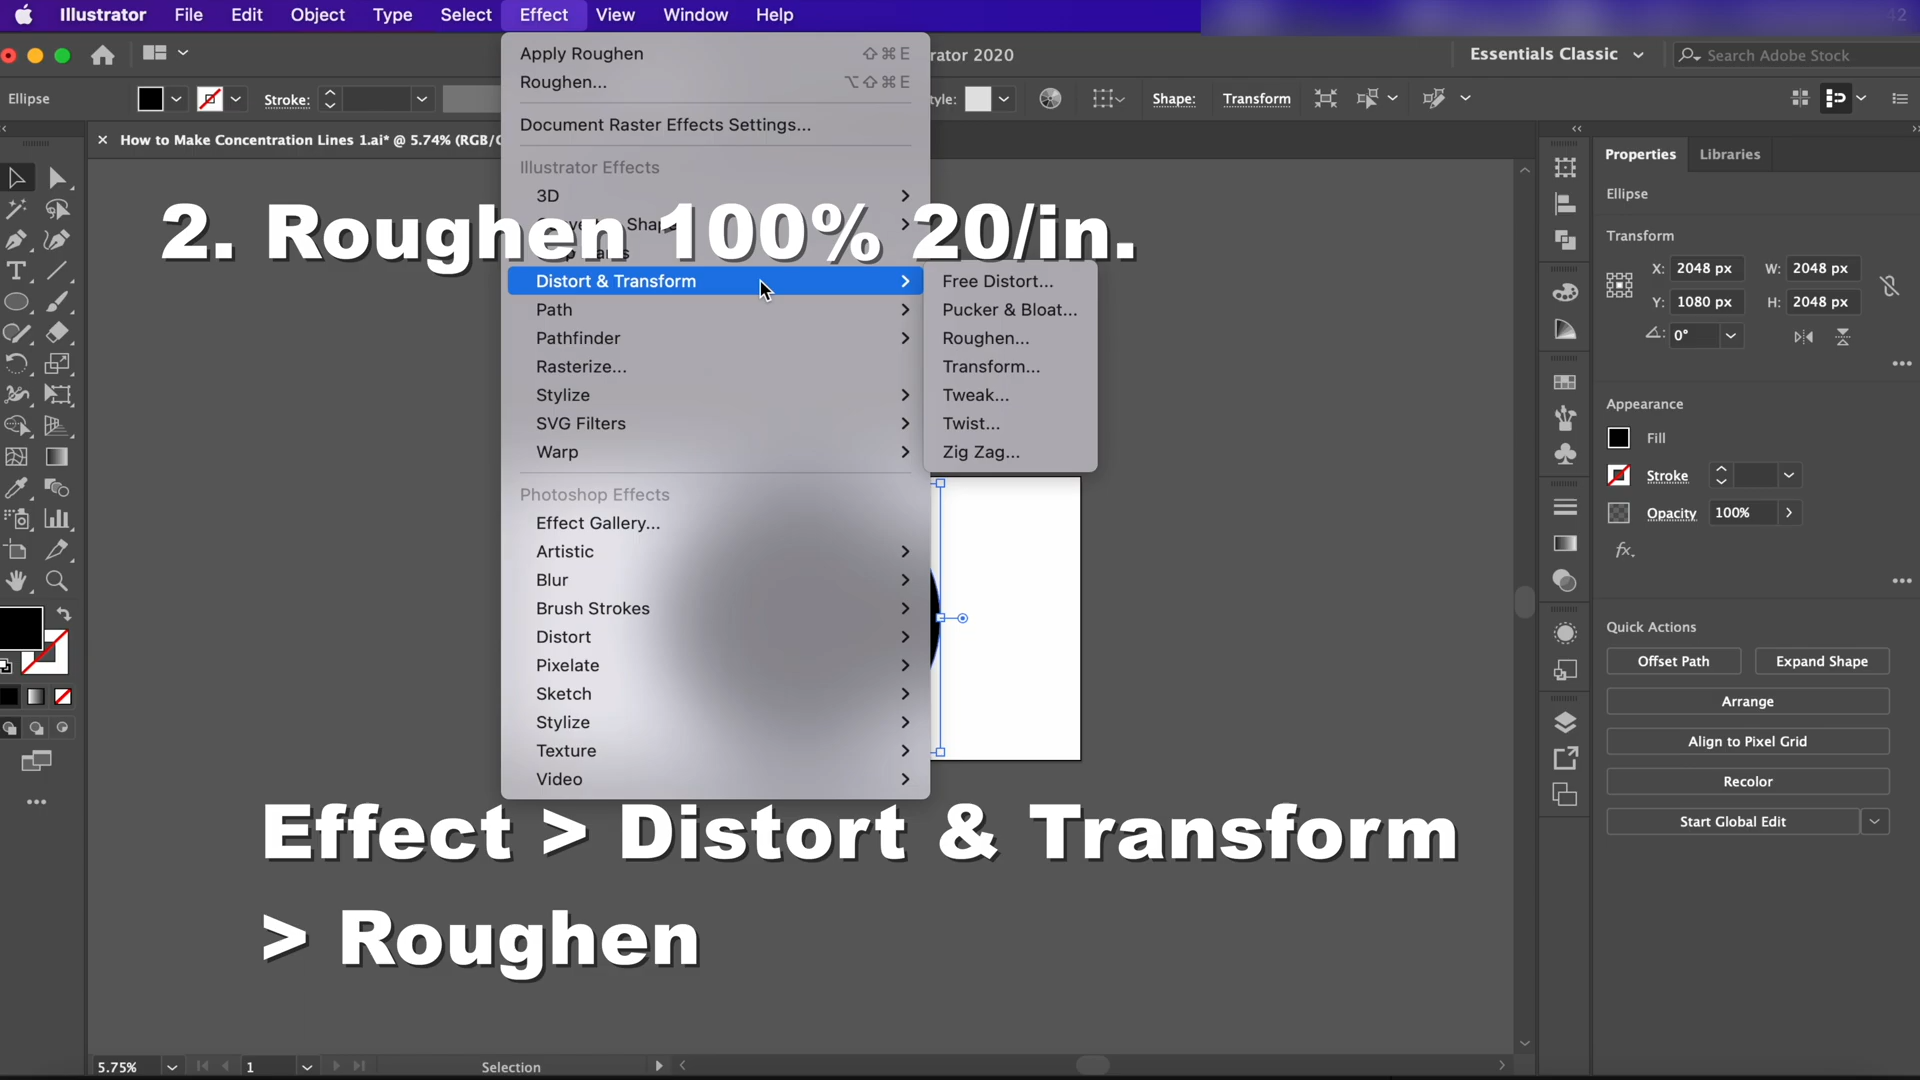 Illustrator File Edit Object Type Select Effect View Window Help
42
rator 2020
Essentials Classic
Search Adobe Stock
Ellipse
Stroke:
tyle:
Shape:
Transform
× How to Make Concentration Lines 1.ai* @ 5.74% (RGB/
Apply Roughen ⇧⌘E
Roughen... ⌥⇧⌘E
Document Raster Effects Settings...
Illustrator Effects
3D
2. Roughen 100% 20/in.
Distort & Transform
Path
Pathfinder
Rasterize...
Stylize
SVG Filters
Warp
Photoshop Effects
Effect Gallery...
Artistic
Blur
Brush Strokes
Distort
Pixelate
Sketch
Stylize
Texture
Video
Free Distort...
Pucker & Bloat...
Roughen...
Transform...
Tweak...
Twist...
Zig Zag...
Effect > Distort & Transform
> Roughen
Properties Libraries
Ellipse
Transform
X: 2048 px W: 2048 px
Y: 1080 px H: 2048 px
0°
Appearance
Fill
Stroke
Opacity 100%
fx.
Quick Actions
Offset Path Expand Shape
Arrange
Align to Pixel Grid
Recolor
Start Global Edit
5.75% 1 Selection